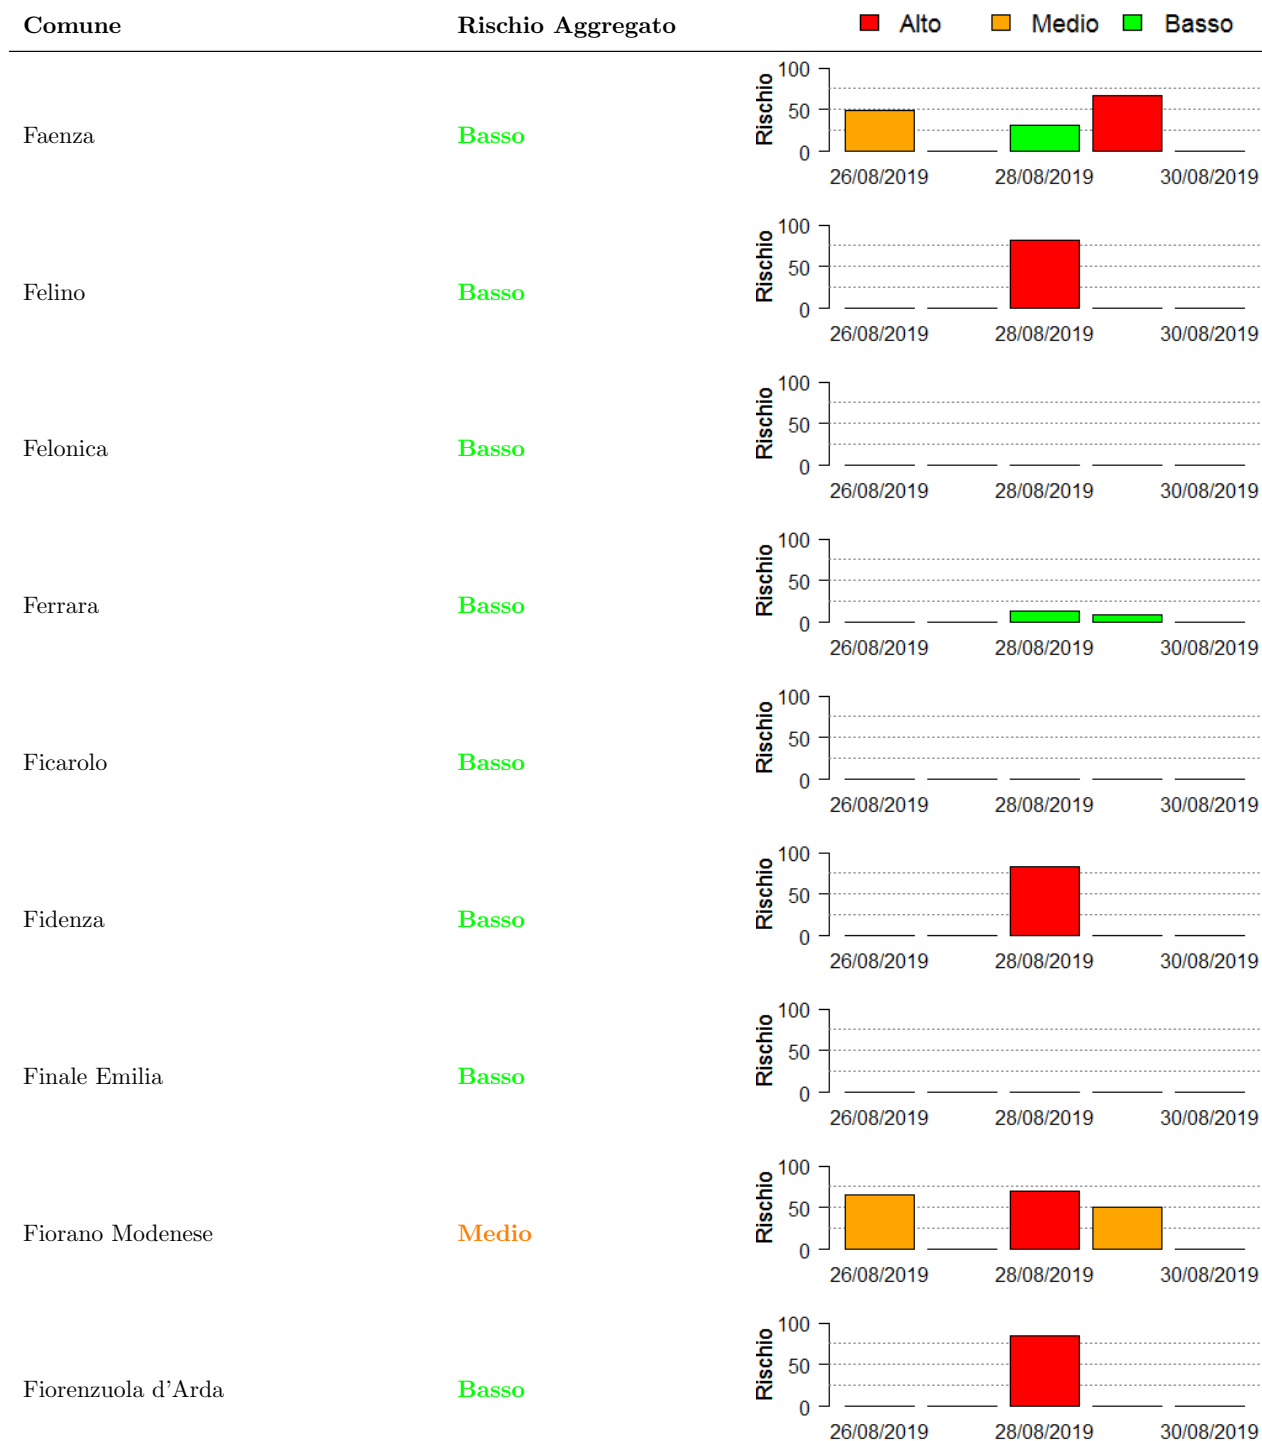 Comune Rischio Aggregato Alto Medio Basso
Faenza Basso Rischio 100 50 0
26/08/2019 28/08/2019 30/08/2019
Felino Basso Rischio 100 50 0
26/08/2019 28/08/2019 30/08/2019
Felonica Basso Rischio 100 50 0
26/08/2019 28/08/2019 30/08/2019
Ferrara Basso Rischio 100 50 0
26/08/2019 28/08/2019 30/08/2019
Ficarolo Basso Rischio 100 50 0
26/08/2019 28/08/2019 30/08/2019
Fidenza Basso Rischio 100 50 0
26/08/2019 28/08/2019 30/08/2019
Finale Emilia Basso Rischio 100 50 0
26/08/2019 28/08/2019 30/08/2019
Fiorano Modenese Medio Rischio 100 50 0
26/08/2019 28/08/2019 30/08/2019
Fiorenzuola d'Arda Basso Rischio 100 50 0
26/08/2019 28/08/2019 30/08/2019